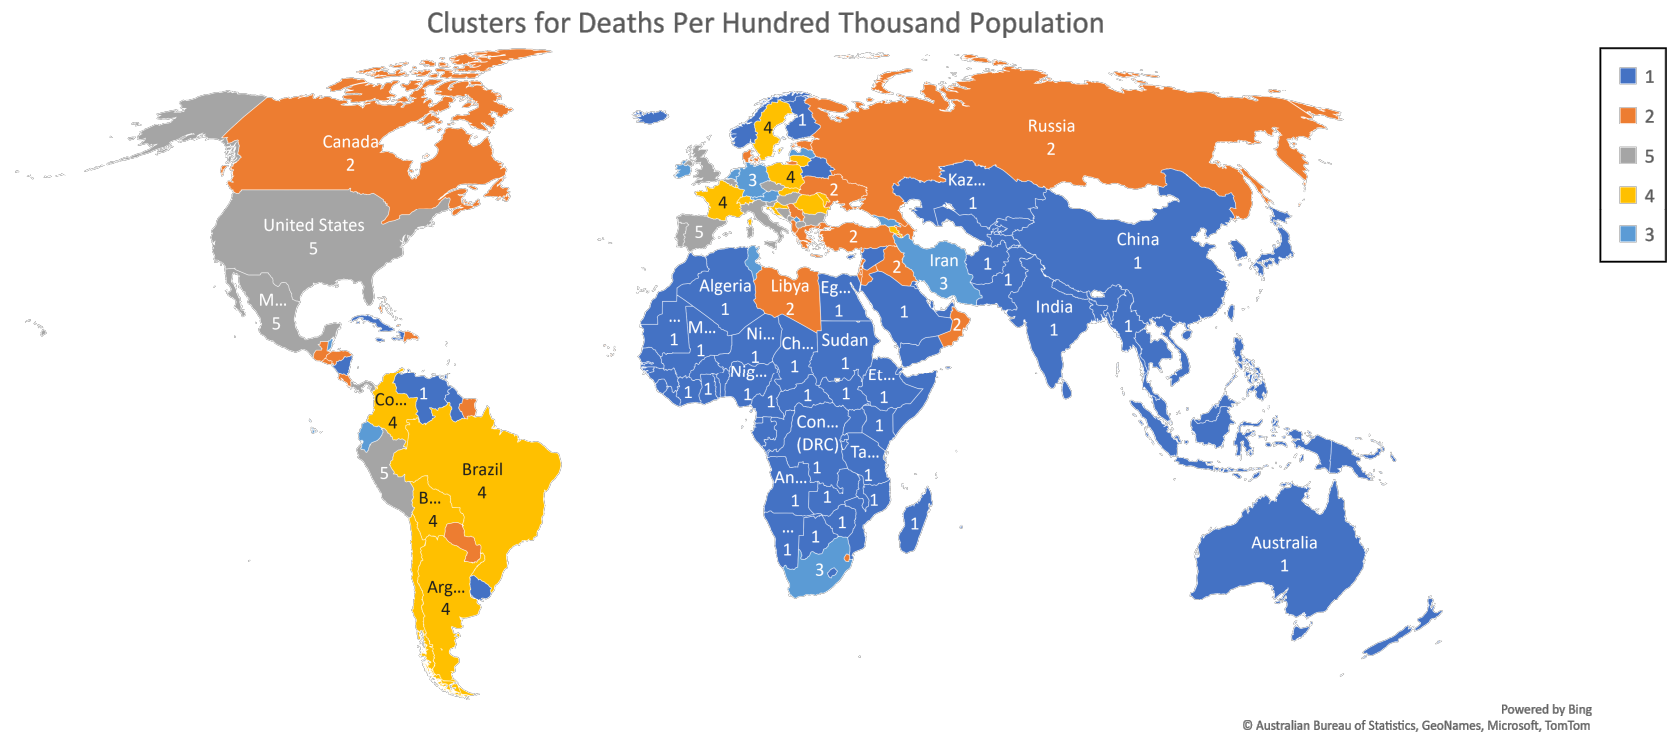 Clusters for Deaths Per Hundred Thousand Population
1
2
5
4
3
Canada
2
United States
5
M...
5
Co...
4
1
5
Brazil
4
B...
4
Arg...
4
4
1
3
4
4
2
5
2
Russia
2
Kaz...
1
China
1
India
1
1
1
1
Iran
3
2
1
2
Algeria
1
Libya
2
Eg...
1
...
1
M...
1
Ni...
1
Ch...
1
Sudan
1
Nig...
1
1
1
1
1
1
Et...
1
1
Con...
(DRC)
1
Ta...
1
An...
1
1
1
1
...
1
1
3
1
Australia
1
Powered by Bing
© Australian Bureau of Statistics, GeoNames, Microsoft, TomTom